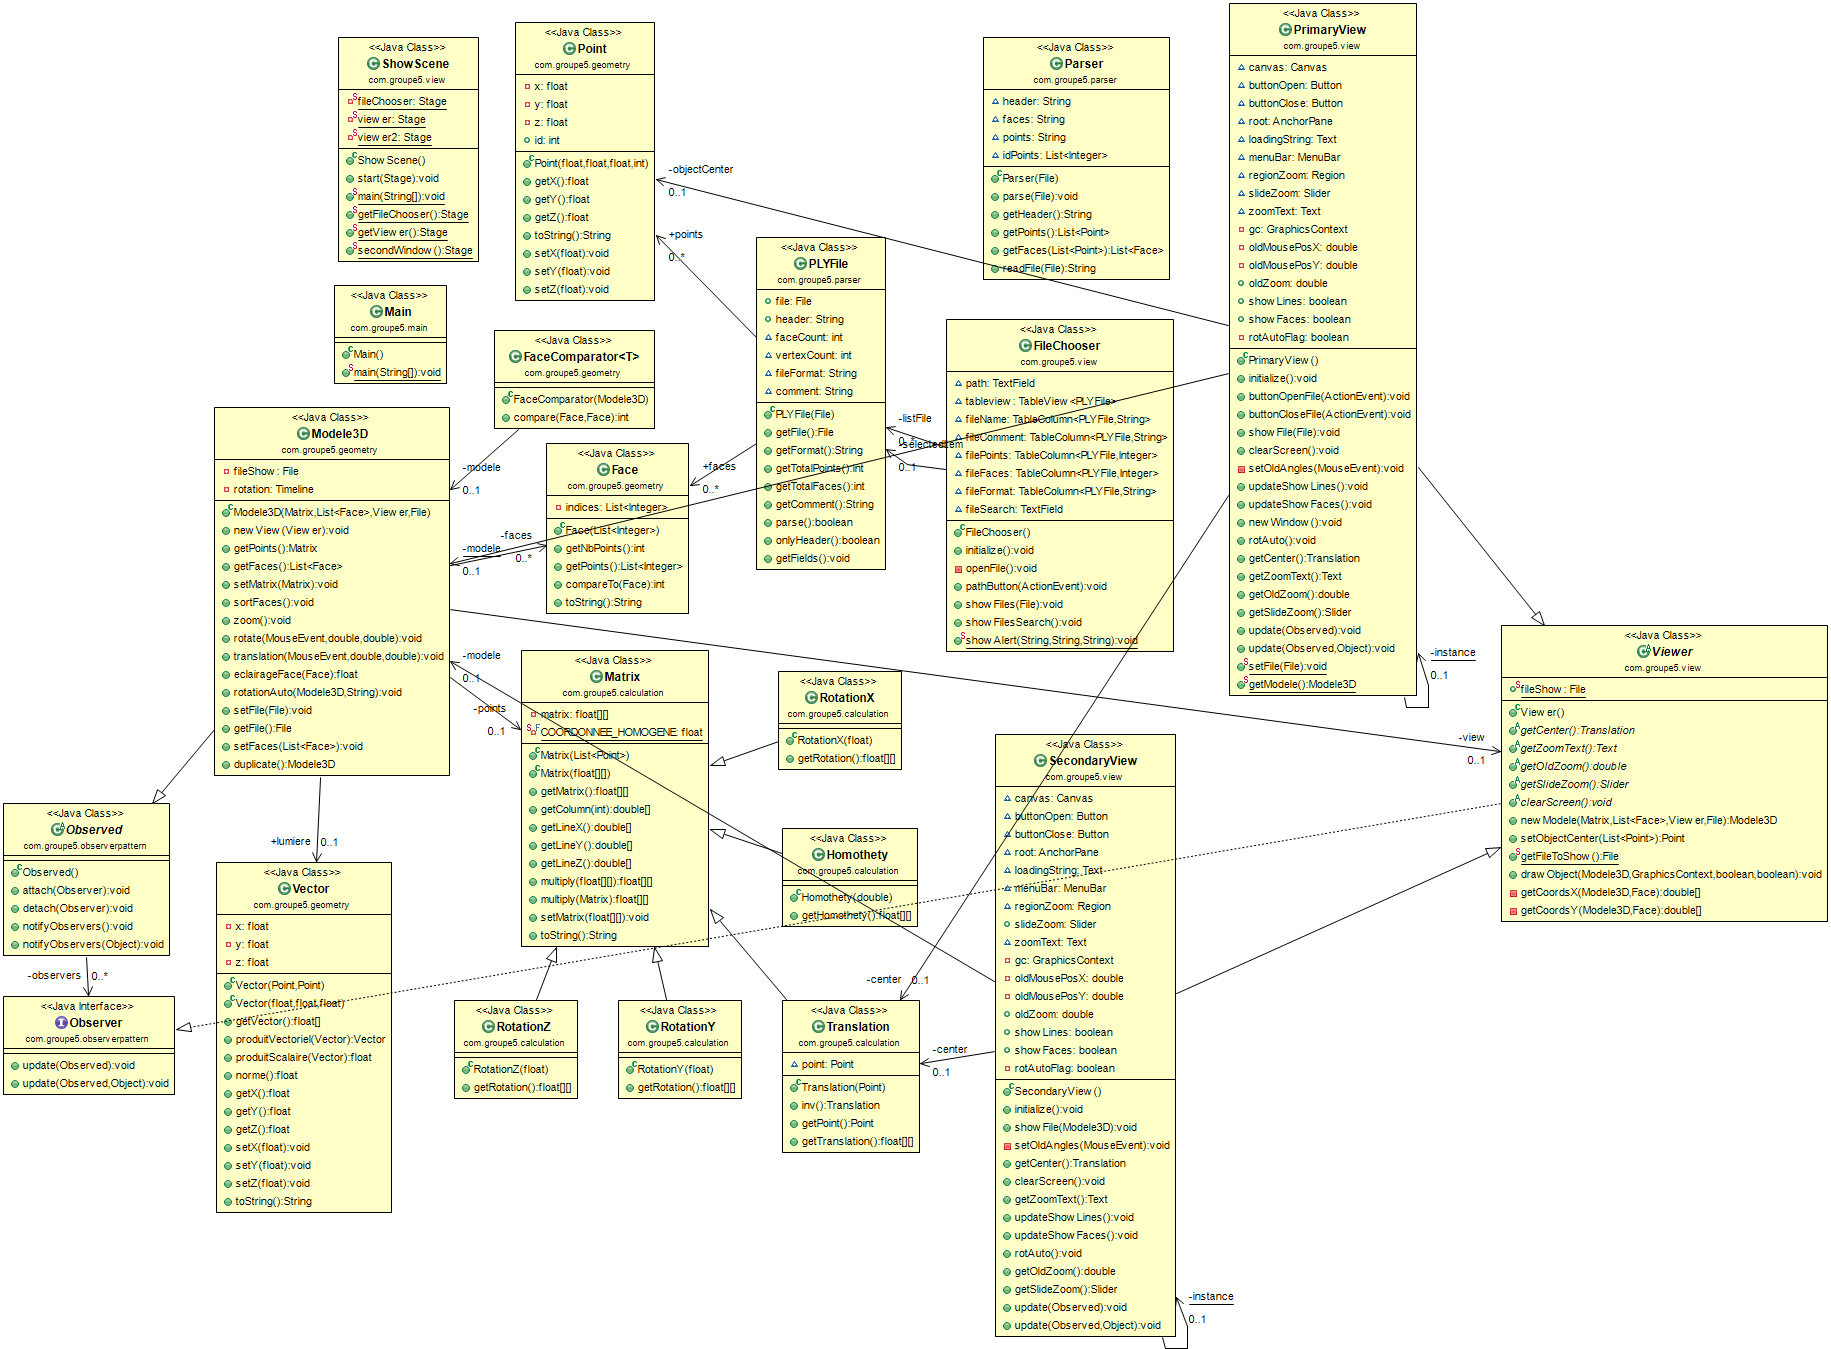 <<Java Class>>
ShowScene
com.groupe5.view
fileChooser: Stage
viewer: Stage
viewer2: Stage
ShowScene()
start(Stage):void
main(String[]):void
getFileChooser():Stage
getViewer():Stage
secondWindow():Stage
<<Java Class>>
Point
com.groupe5.geometry
x: float
y: float
z: float
id: int
Point(float,float,float,int)
getX():float
getY():float
getZ():float
toString():String
setX(float):void
setY(float):void
setZ(float):void
<<Java Class>>
Parser
com.groupe5.parser
header: String
faces: String
points: String
idPoints: List<Integer>
Parser(File)
parse(File):void
getHeader():String
getPoints():List<Point>
getFaces(List<Point>):List<Face>
readFile(File):String
<<Java Class>>
PrimaryView
com.groupe5.view
canvas: Canvas
buttonOpen: Button
buttonClose: Button
root: AnchorPane
loadingString: Text
menuBar: MenuBar
regionZoom: Region
slideZoom: Slider
zoomText: Text
gc: GraphicsContext
oldMousePosX: double
oldMousePosY: double
oldZoom: double
showLines: boolean
showFaces: boolean
rotAutoFlag: boolean
PrimaryView()
initialize():void
buttonOpenFile(ActionEvent):void
buttonCloseFile(ActionEvent):void
showFile(File):void
clearScreen():void
setOldAngles(MouseEvent):void
updateShowLines():void
updateShowFaces():void
newWindow():void
rotAuto():void
getCenter():Translation
getZoomText():Text
getOldZoom():double
getSlideZoom():Slider
update(Observed):void
update(Observed,Object):void
setFile(File):void
getModele():Modele3D
-instance
0..1
-objectCenter
0..1
+points
0..*
<<Java Class>>
PLYFile
com.groupe5.parser
file: File
header: String
faceCount: int
vertexCount: int
fileFormat: String
comment: String
PLYFile(File)
getFile():File
getFormat():String
getTotalPoints():int
getTotalFaces():int
getComment():String
parse():boolean
onlyHeader():boolean
getFields():void
<<Java Class>>
Main
com.groupe5.main
Main()
main(String[]):void
<<Java Class>>
FaceComparator<T>
com.groupe5.geometry
FaceComparator(Modele3D)
compare(Face,Face):int
<<Java Class>>
FileChooser
com.groupe5.view
path: TextField
tableview: TableView<PLYFile>
fileName: TableColumn<PLYFile,String>
fileComment: TableColumn<PLYFile,String>
filePoints: TableColumn<PLYFile,Integer>
fileFaces: TableColumn<PLYFile,Integer>
fileFormat: TableColumn<PLYFile,String>
fileSearch: TextField
FileChooser()
initialize():void
openFile():void
pathButton(ActionEvent):void
showFiles(File):void
showFilesSearch():void
showAlert(String,String,String):void
-listFile
0..*
-selectedItem
0..1
<<Java Class>>
Modele3D
com.groupe5.geometry
fileShow: File
rotation: Timeline
Modele3D(Matrix,List<Face>,Viewer,File)
newView(Viewer):void
getPoints():Matrix
getFaces():List<Face>
setMatrix(Matrix):void
sortFaces():void
zoom():void
rotate(MouseEvent,double,double):void
translation(MouseEvent,double,double):void
eclairageFace(Face):float
rotationAuto(Modele3D,String):void
setFile(File):void
getFile():File
setFaces(List<Face>):void
duplicate():Modele3D
-modele
0..1
<<Java Class>>
Face
com.groupe5.geometry
indices: List<Integer>
Face(List<Integer>)
getNbPoints():int
getPoints():List<Integer>
compareTo(Face):int
toString():String
+faces
0..*
-faces
0..*
-modele
0..1
-modele
0..1
-points
0..1
<<Java Class>>
Matrix
com.groupe5.calculation
matrix: float[][]
COORDONNEE_HOMOGENE: float
Matrix(List<Point>)
Matrix(float[][])
getMatrix():float[][]
getColumn(int):double[]
getLineX():double[]
getLineY():double[]
getLineZ():double[]
multiply(float[][]):float[][]
multiply(Matrix):float[][]
setMatrix(float[][]):void
toString():String
<<Java Class>>
RotationX
com.groupe5.calculation
RotationX(float)
getRotation():float[][]
<<Java Class>>
Viewer
com.groupe5.view
fileShow: File
Viewer()
getCenter():Translation
getZoomText():Text
getOldZoom():double
getSlideZoom():Slider
clearScreen():void
newModele(Matrix,List<Face>,Viewer,File):Modele3D
setObjectCenter(List<Point>):Point
getFileToShow():File
drawObject(Modele3D,GraphicsContext,boolean,boolean):void
getCoordsX(Modele3D,Face):double[]
getCoordsY(Modele3D,Face):double[]
-view
0..1
<<Java Class>>
SecondaryView
com.groupe5.view
canvas: Canvas
buttonOpen: Button
buttonClose: Button
root: AnchorPane
loadingString: Text
menuBar: MenuBar
regionZoom: Region
slideZoom: Slider
zoomText: Text
gc: GraphicsContext
oldMousePosX: double
oldMousePosY: double
oldZoom: double
showLines: boolean
showFaces: boolean
rotAutoFlag: boolean
SecondaryView()
initialize():void
showFile(Modele3D):void
setOldAngles(MouseEvent):void
getCenter():Translation
clearScreen():void
getZoomText():Text
updateShowLines():void
updateShowFaces():void
rotAuto():void
getOldZoom():double
getSlideZoom():Slider
update(Observed):void
update(Observed,Object):void
-instance
0..1
<<Java Class>>
Observed
com.groupe5.observerpattern
Observed()
attach(Observer):void
detach(Observer):void
notifyObservers():void
notifyObservers(Object):void
-observers
0..*
<<Java Interface>>
Observer
com.groupe5.observerpattern
update(Observed):void
update(Observed,Object):void
+lumiere
0..1
<<Java Class>>
Vector
com.groupe5.geometry
x: float
y: float
z: float
Vector(Point,Point)
Vector(float,float,float)
getVector():float[]
produitVectoriel(Vector):Vector
produitScalaire(Vector):float
norme():float
getX():float
getY():float
getZ():float
setX(float):void
setY(float):void
setZ(float):void
toString():String
<<Java Class>>
Homothety
com.groupe5.calculation
Homothety(double)
getHomothety():float[][]
<<Java Class>>
RotationZ
com.groupe5.calculation
RotationZ(float)
getRotation():float[][]
<<Java Class>>
RotationY
com.groupe5.calculation
RotationY(float)
getRotation():float[][]
-center
0..1
<<Java Class>>
Translation
com.groupe5.calculation
point: Point
Translation(Point)
inv():Translation
getPoint():Point
getTranslation():float[][]
-center
0..1